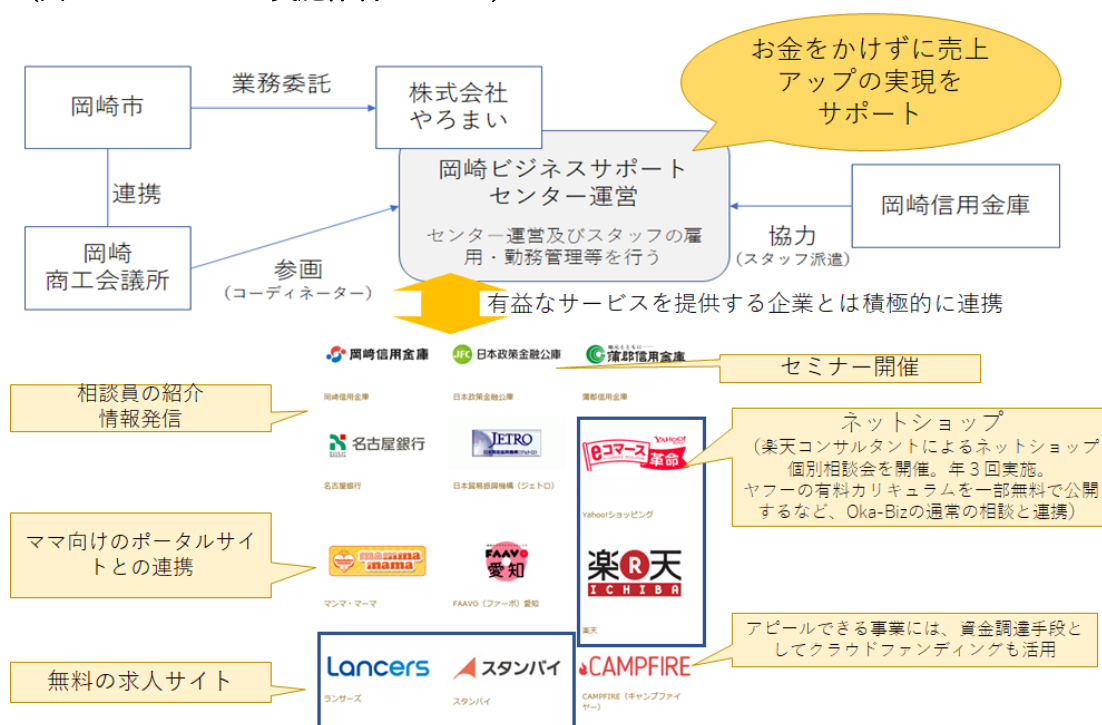 お金をかけずに売上
アップの実現を
サポート
岡崎市
業務委託
株式会社
やろまい
岡崎ビジネスサポート
センター運営
センター運営及びスタッフの雇
用・勤務管理等を行う
連携
岡崎
商工会議所
参画
(コーディネーター)
岡崎信用金庫
協力
(スタッフ派遣)
有益なサービスを提供する企業とは積極的に連携
岡崎信用金庫
JFC 日本政策金融公庫
蒲郡信用金庫
セミナー開催
相談員の紹介
情報発信
岡崎信用金庫
日本政策金融公庫
蒲郡信用金庫
名古屋銀行
JETRO
eコマース
革命
YAHOO!
ネットショップ
(楽天コンサルタントによるネットショップ
個別相談会を開催。年３回実施。
ヤフーの有料カリキュラムを一部無料で公開
するなど、Oka-Bizの通常の相談と連携)
名古屋銀行
日本貿易振興機構（ジェトロ）
Yahoo!ショッピング
ママ向けのポータルサイ
トとの連携
mamma
mama
FAAVO
愛知
楽R天
ICHIBA
マンマ・マーマ
FAAVO（ファーボ）愛知
楽天
アピールできる事業には、資金調達手段と
してクラウドファンディングも活用
無料の求人サイト
Lancers
スタンバイ
CAMPFIRE
ランサーズ
スタンバイ
CAMPFIRE（キャンプファイ
ヤー）